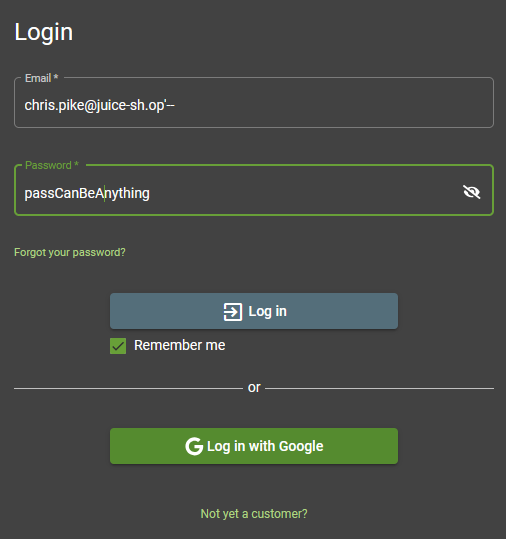 Login
Email *
chris.pike@juice-sh.op'--
Password *
passCanBeAnything
Forgot your password?
Log in
Remember me
or
Log in with Google
Not yet a customer?